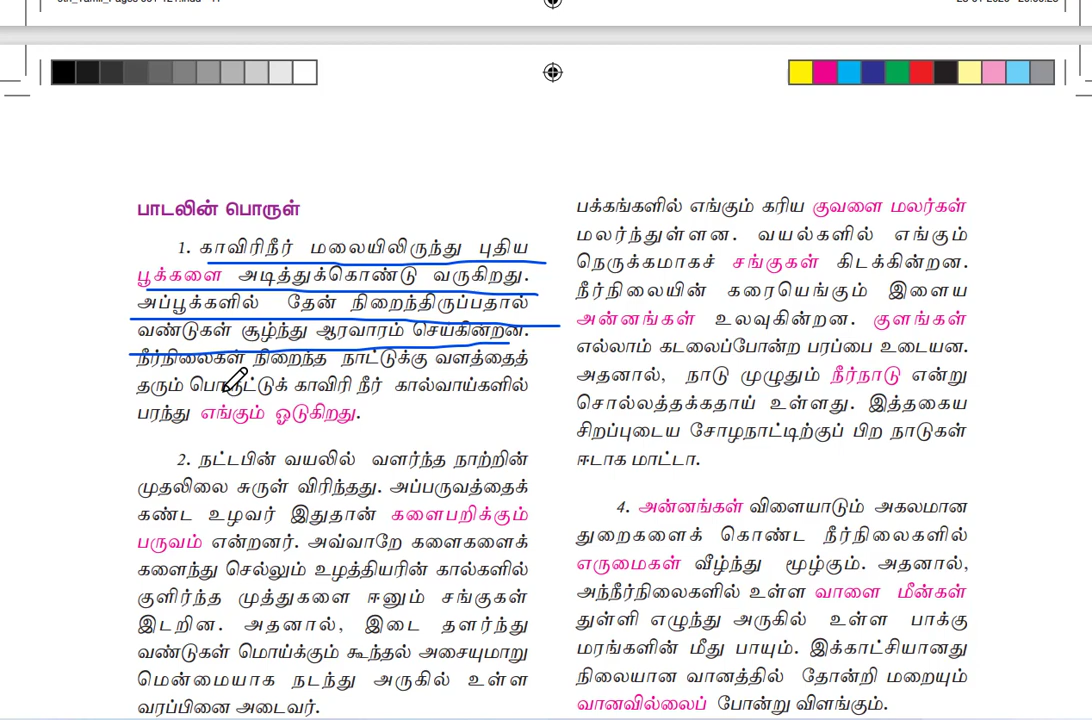 பாடலின் பொருள்
1. காவிரிநீர் மலையிலிருந்து புதிய
பூக்களை அடித்துக்கொண்டு வருகிறது.
அப்பூக்களில் தேன் நிறைந்திருப்பதால்
வண்டுகள் சூழ்ந்து ஆரவாரம் செய்கின்றன.
நீர்நிலைகள் நிறைந்த நாட்டுக்கு வளத்தைத்
தரும் பொருட்டுக் காவிரி நீர் கால்வாய்களில்
பரந்து எங்கும் ஓடுகிறது.
2. நட்டபின் வயலில் வளர்ந்த நாற்றின்
முதலிலை சுருள் விரிந்தது. அப்பருவத்தைக்
கண்ட உழவர் இதுதான் களைபறிக்கும்
பருவம் என்றனர். அவ்வாறே களைகளைக்
களைந்து செல்லும் உழத்தியரின் கால்களில்
குளிர்ந்த முத்துகளை ஈனும் சங்குகள்
இடறின. அதனால், இடை தளர்ந்து
வண்டுகள் மொய்க்கும் கூந்தல் அசையுமாறு
மென்மையாக நடந்து அருகில் உள்ள
வரப்பினை அடைவர்.
பக்கங்களில் எங்கும் கரிய குவளை மலர்கள்
மலர்ந்துள்ளன. வயல்களில் எங்கும்
நெருக்கமாகச் சங்குகள் கிடக்கின்றன.
நீர்நிலையின் கரையெங்கும் இளைய
அன்னங்கள் உலவுகின்றன. குளங்கள்
எல்லாம் கடலைப்போன்ற பரப்பை உடையன.
அதனால், நாடு முழுதும் நீர்நாடு என்று
சொல்லத்தக்கதாய் உள்ளது. இத்தகைய
சிறப்புடைய சோழநாட்டிற்குப் பிற நாடுகள்
ஈடாக மாட்டா.
4. அன்னங்கள் விளையாடும் அகலமான
துறைகளைக் கொண்ட நீர்நிலைகளில்
எருமைகள் வீழ்ந்து மூழ்கும். அதனால்,
அந்நீர்நிலைகளில் உள்ள வாளை மீன்கள்
துள்ளி எழுந்து அருகில் உள்ள பாக்கு
மரங்களின் மீது பாயும். இக்காட்சியானது
நிலையான வானத்தில் தோன்றி மறையும்
வானவில்லைப் போன்று விளங்கும்.